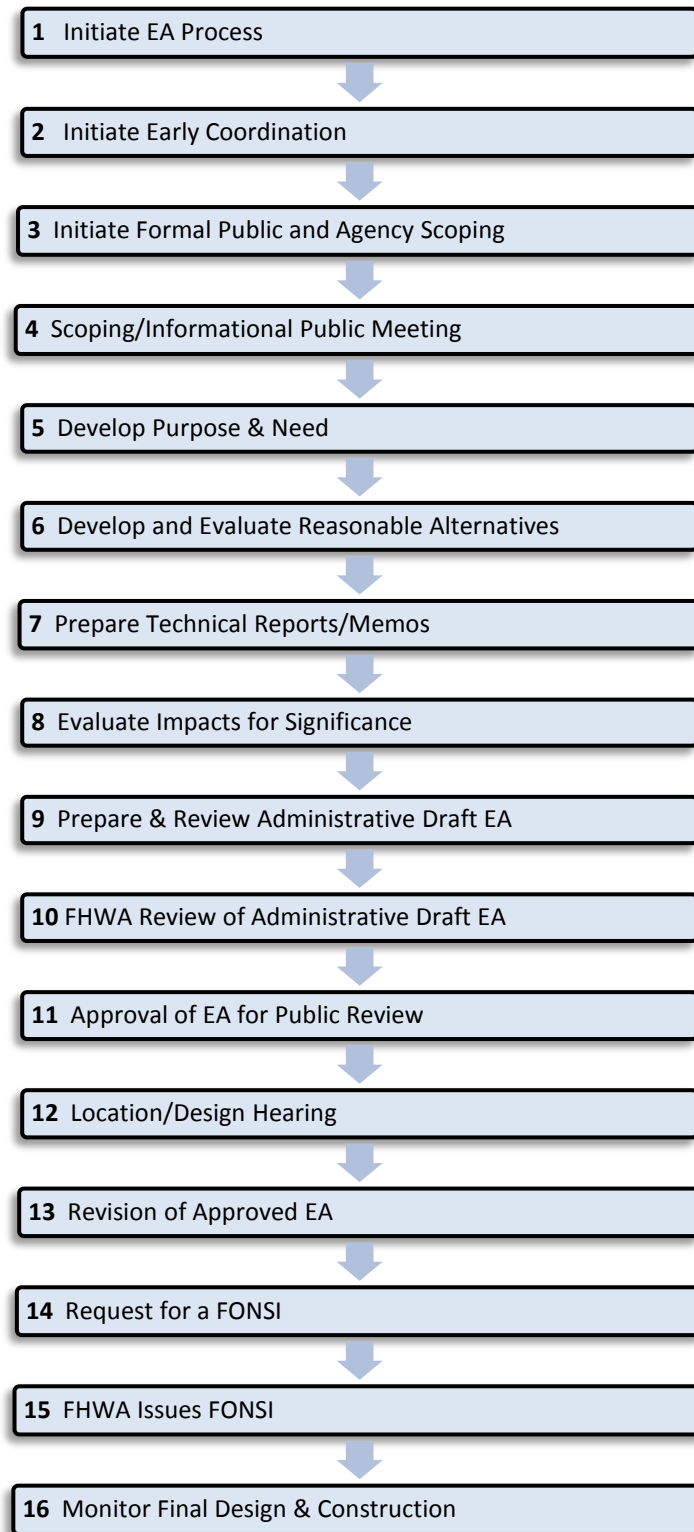 1 Initiate EA Process
2 Initiate Early Coordination
3 Initiate Formal Public and Agency Scoping
4 Scoping/Informational Public Meeting
5 Develop Purpose & Need
6 Develop and Evaluate Reasonable Alternatives
7 Prepare Technical Reports/Memos
8 Evaluate Impacts for Significance
9 Prepare & Review Administrative Draft EA
10 FHWA Review of Administrative Draft EA
11 Approval of EA for Public Review
12 Location/Design Hearing
13 Revision of Approved EA
14 Request for a FONSI
15 FHWA Issues FONSI
16 Monitor Final Design & Construction